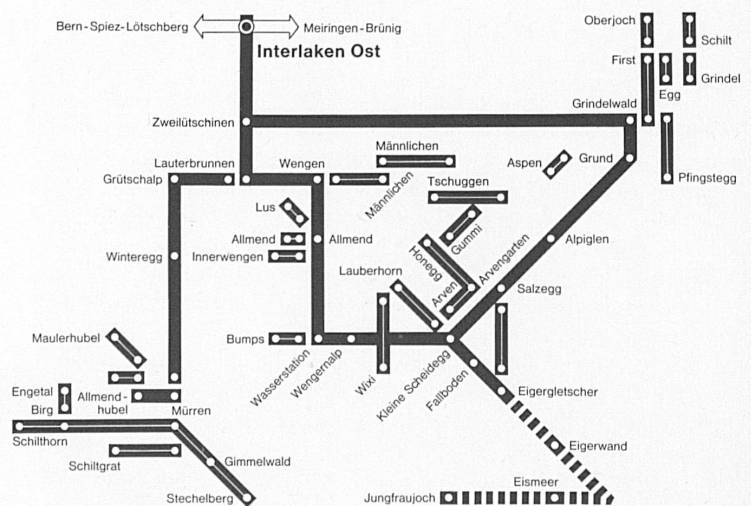 Bern-Spiez-Lötschberg
Meiringen-Brünig
Interlaken Ost
Oberjoch
Schilt
First
Egg
Grindel
Grindelwald
Zweilütschinen
Männlichen
Aspen
Grund
Pfingstegg
Lauterbrunnen
Wengen
Grütschalp
Männlichen
Tschuggen
Lus
Gummi
Allmend
Allmend
Honegg
Arvengarten
Alpiglen
Winteregg
Innerwengen
Lauberhorn
Arven
Salzegg
Maulerhubel
Bumps
Wasserstation
Wengernalp
Wixi
Kleine Scheidegg
Fallboden
Eigergletscher
Engetal
Birg
Allmend-
hubel
Mürren
Schilthorn
Schiltgrat
Gimmelwald
Eigerwand
Stechelberg
Jungfraujoch
Eismeer